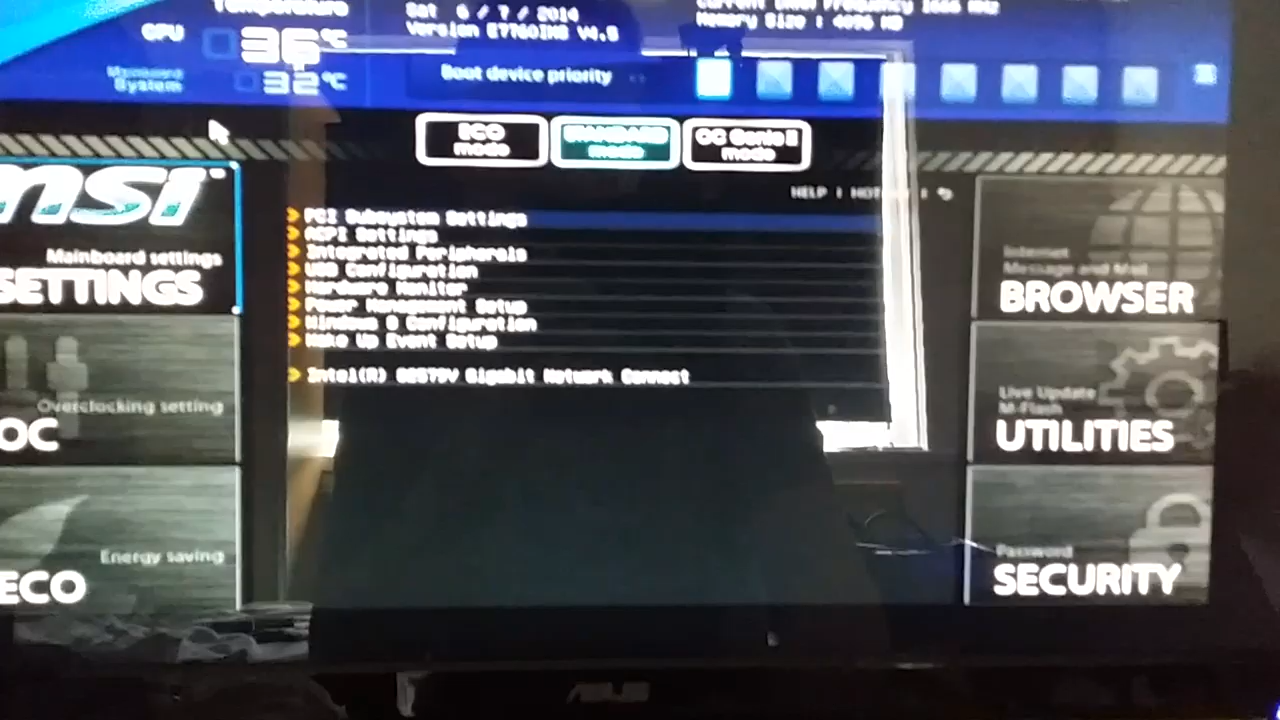 Temperature
Sat 6 / 7 / 2014
Memory Size : 4096 MB
CPU 36°C
Version E7760IMS V4.5
Mainboard
System 32°C
Boot device priority
ECO
mode
STANDARD
mode
OC Genie II
mode
HELP |
msi
Mainboard settings
SETTINGS
Overclocking setting
OC
Energy saving
ECO
PCI Subsystem Settings
ACPI Settings
Integrated Peripherals
USB Configuration
Hardware Monitor
Power Management Setup
Windows 8 Configuration
Wake Up Event Setup
Intel(R) 82579V Gigabit Network Connect
Internet
Message and Mail
BROWSER
Live Update
M-Flash
UTILITIES
Password
SECURITY
ASUS